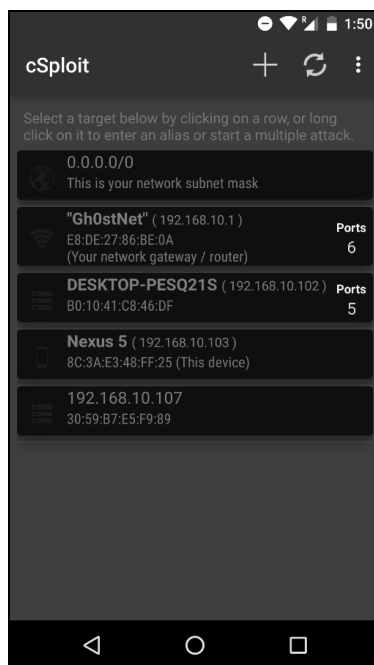 R 1:50
cSploit
Select a target below by clicking on a row, or long
click on it to enter an alias or start a multiple attack.
0.0.0.0/0
This is your network subnet mask
"Gh0stNet" ( 192.168.10.1 )
E8:DE:27:86:BE:0A
(Your network gateway / router)
Ports
6
DESKTOP-PESQ21S ( 192.168.10.102 )
B0:10:41:C8:46:DF
Ports
5
Nexus 5 ( 192.168.10.103 )
8C:3A:E3:48:FF:25 (This device)
192.168.10.107
30:59:B7:E5:F9:89